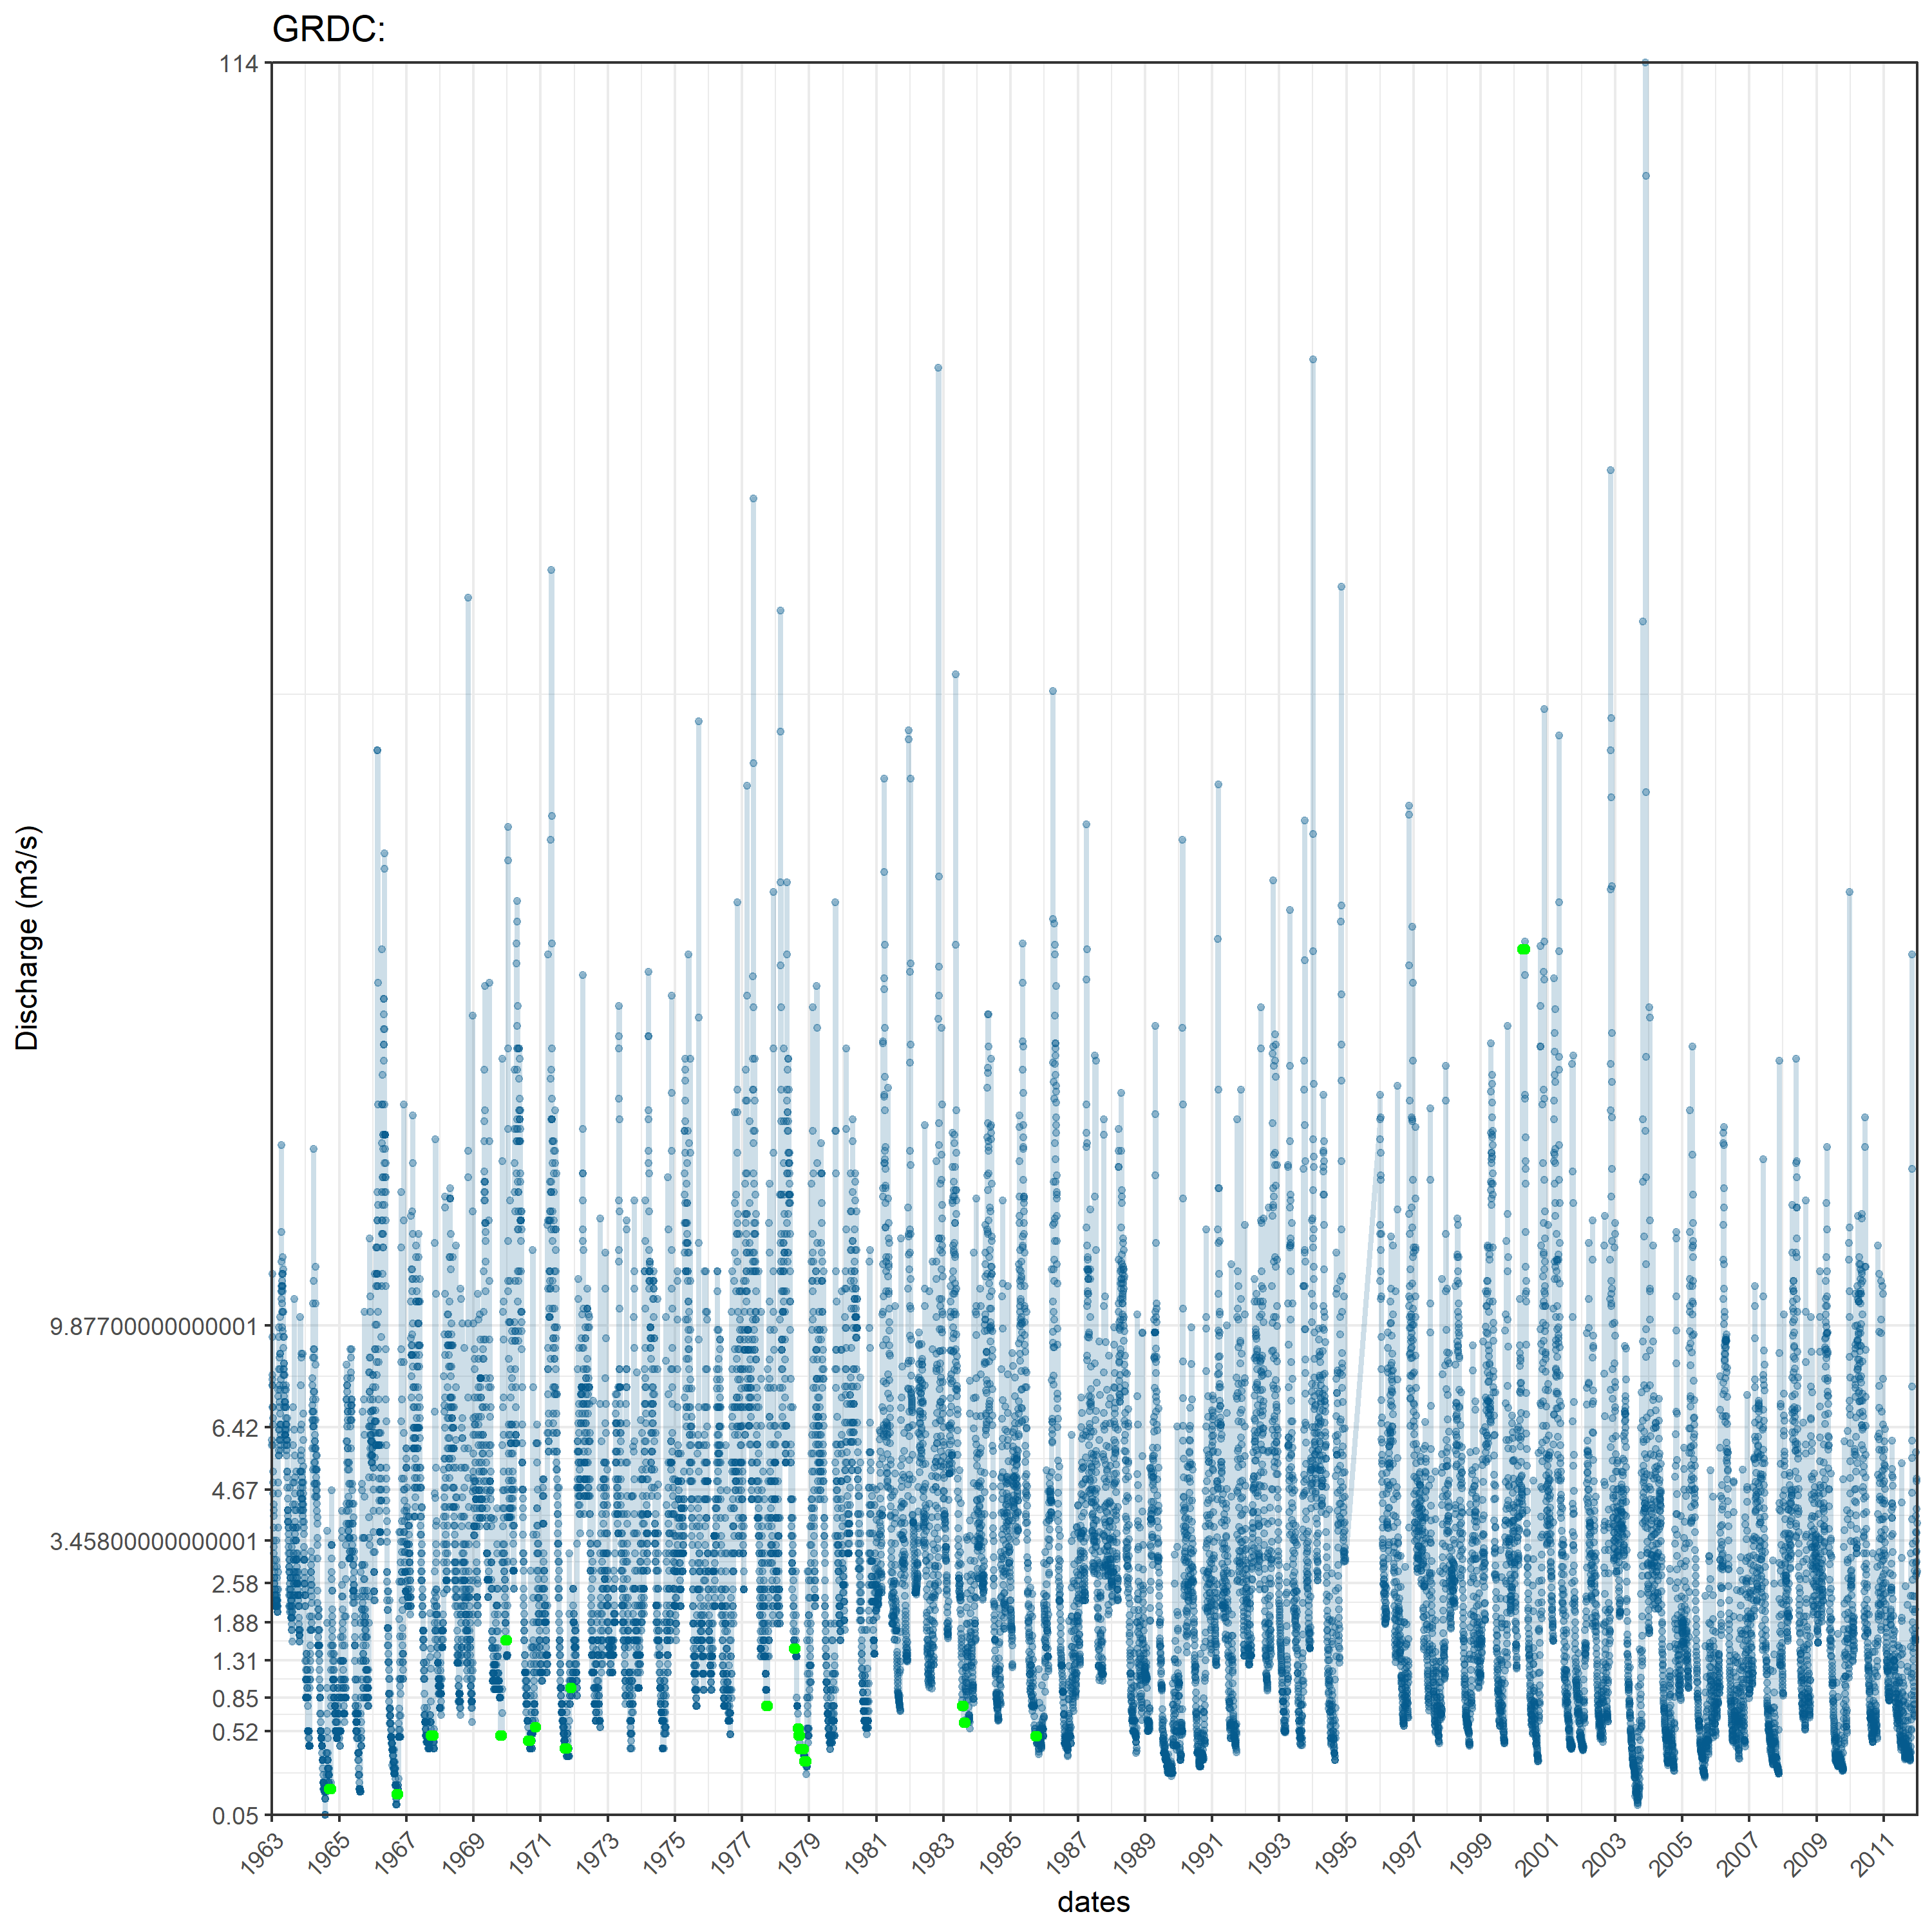 GRDC:
114
9.87700000000001
6.42
4.67
3.45800000000001
2.58
1.88
1.31
0.85
0.52
0.05
Discharge (m3/s)
1963 1965 1967 1969 1971 1973 1975 1977 1979 1981 1983 1985 1987 1989 1991 1993 1995 1997 1999 2001 2003 2005 2007 2009 2011
dates